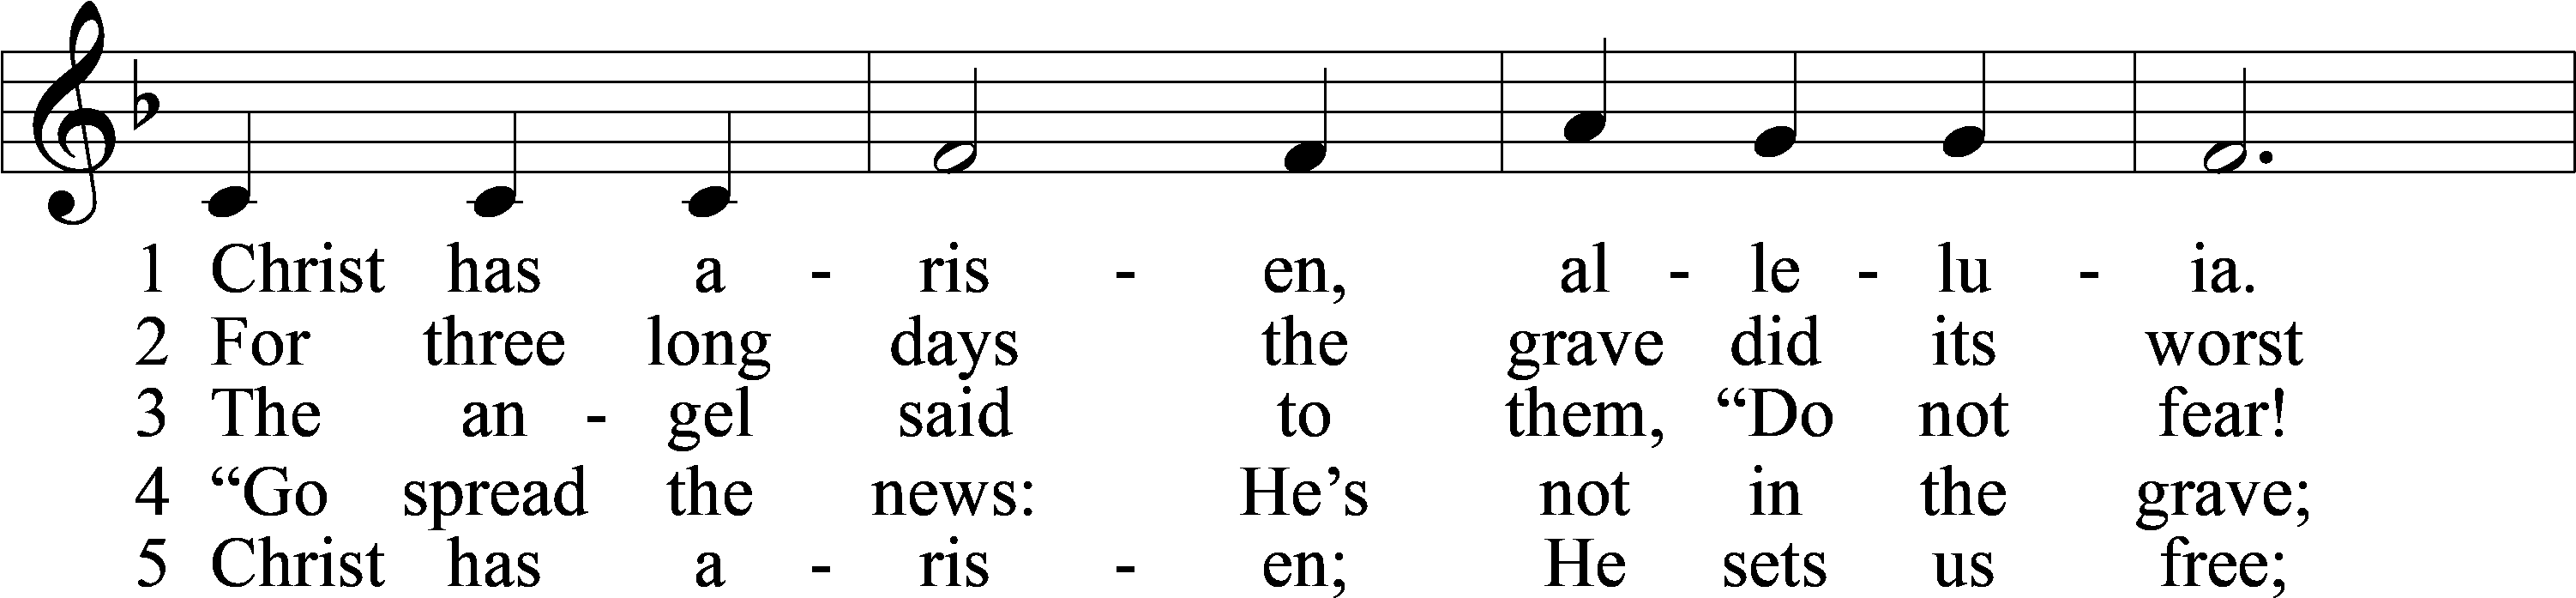 1 Christ has a - ris - en, al - le - lu - ia.
2 For three long days the grave did its worst
3 The an - gel said to them, “Do not fear!
4 “Go spread the news: He’s not in the grave;
5 Christ has a - ris - en; He sets us free;